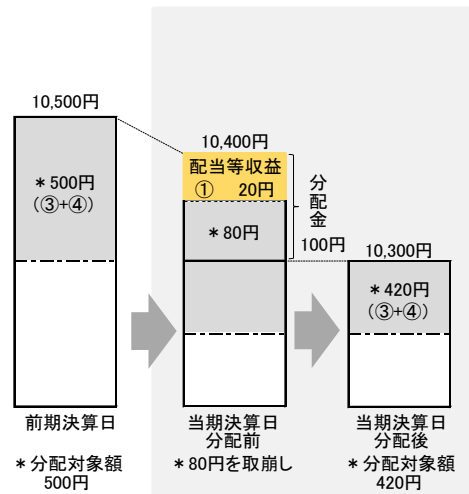 10,500円
＊500円
（③+④）
前期決算日
＊分配対象額
500円
10,400円
配当等収益
① 20円
＊80円
分配金
100円
当期決算日
分配前
＊80円を取崩し
10,300円
＊420円
（③+④）
当期決算日
分配後
＊分配対象額
420円